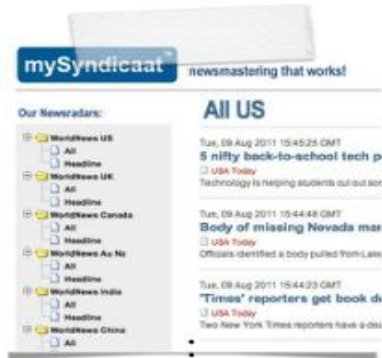 mySyndicaat newsmastering that works!
Our Newsradars:
WorldNews US
All
Headline
WorldNews UK
All
Headline
WorldNews Canada
All
Headline
WorldNews Au Nz
All
Headline
WorldNews India
All
Headline
WorldNews China
All
All US
Tue, 09 Aug 2011 15:45:25 GMT
5 nifty back-to-school tech p
USA Today
Technology is helping students cut out
Tue, 09 Aug 2011 15:44:48 GMT
Body of missing Nevada
USA Today
Officials identified a body pulled from Lake
Tue, 09 Aug 2011 15:44:23 GMT
'Times' reporters get book
USA Today
Two New York Times reporters have a